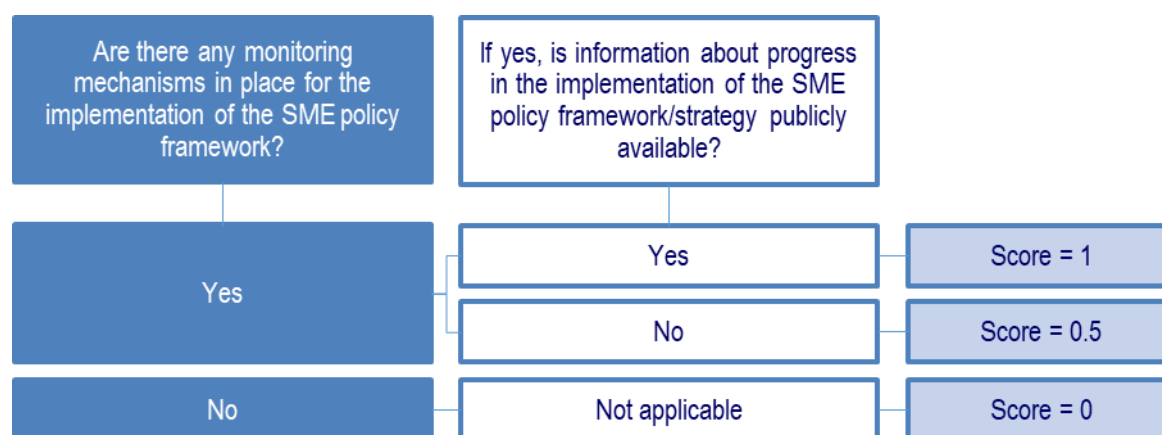 Are there any monitoring
mechanisms in place for the
implementation of the SME policy
framework?
If yes, is information about progress
in the implementation of the SME
policy framework/strategy publicly
available?
Yes
Yes
Score = 1
No
Score = 0.5
No
Not applicable
Score = 0